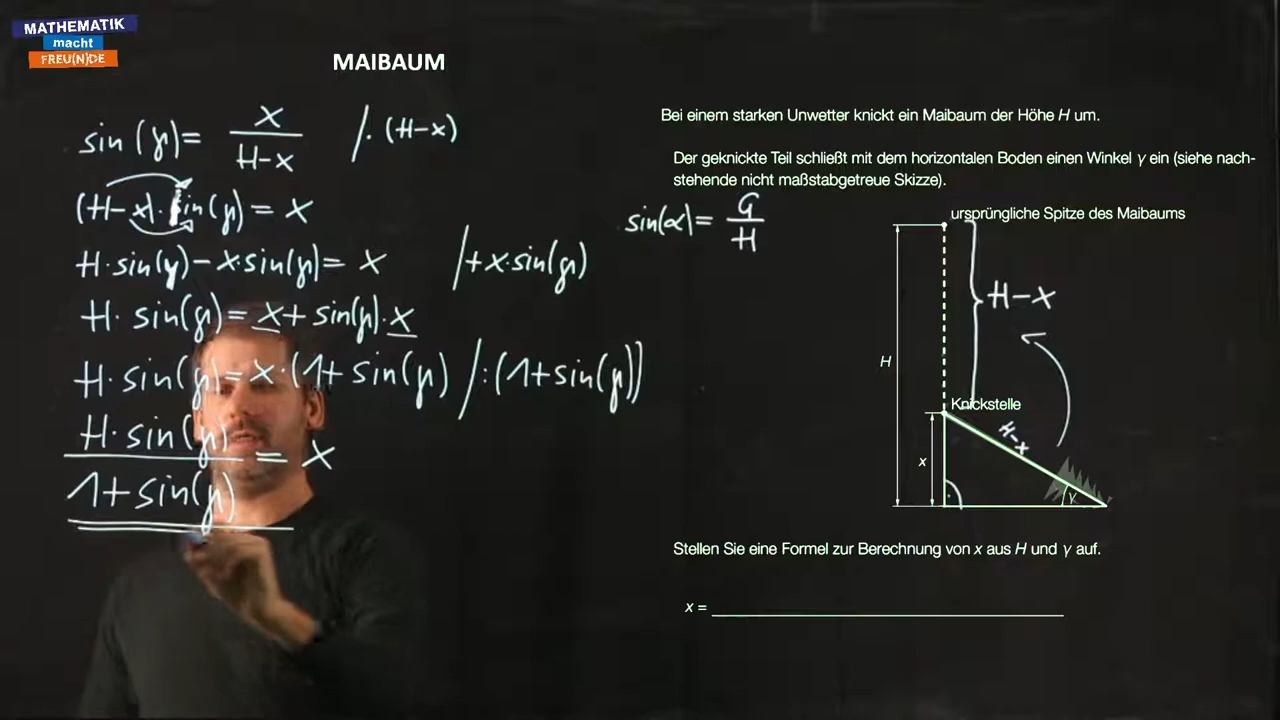 MATHEMATIK
macht
FREU(N)DE
MAIBAUM
sin(γ) = x / (H-x) /·(H-x)
(H-x)·sin(γ) = x
H·sin(γ) - x·sin(γ) = x /+x·sin(γ)
H·sin(γ) = x + sin(γ)·x
H·sin(γ) = x·(1+sin(γ) /:(1+sin(γ))
H·sin(γ) / 1+sin(γ) = x
Bei einem starken Unwetter knickt ein Maibaum der Höhe H um.
Der geknickte Teil schließt mit dem horizontalen Boden einen Winkel γ ein (siehe nach-
stehende nicht maßstabgetreue Skizze).
sin(α) = G / H
ursprüngliche Spitze des Maibaums
H-x
H
Knickstelle
H-x
x
γ
Stellen Sie eine Formel zur Berechnung von x aus H und γ auf.
x =